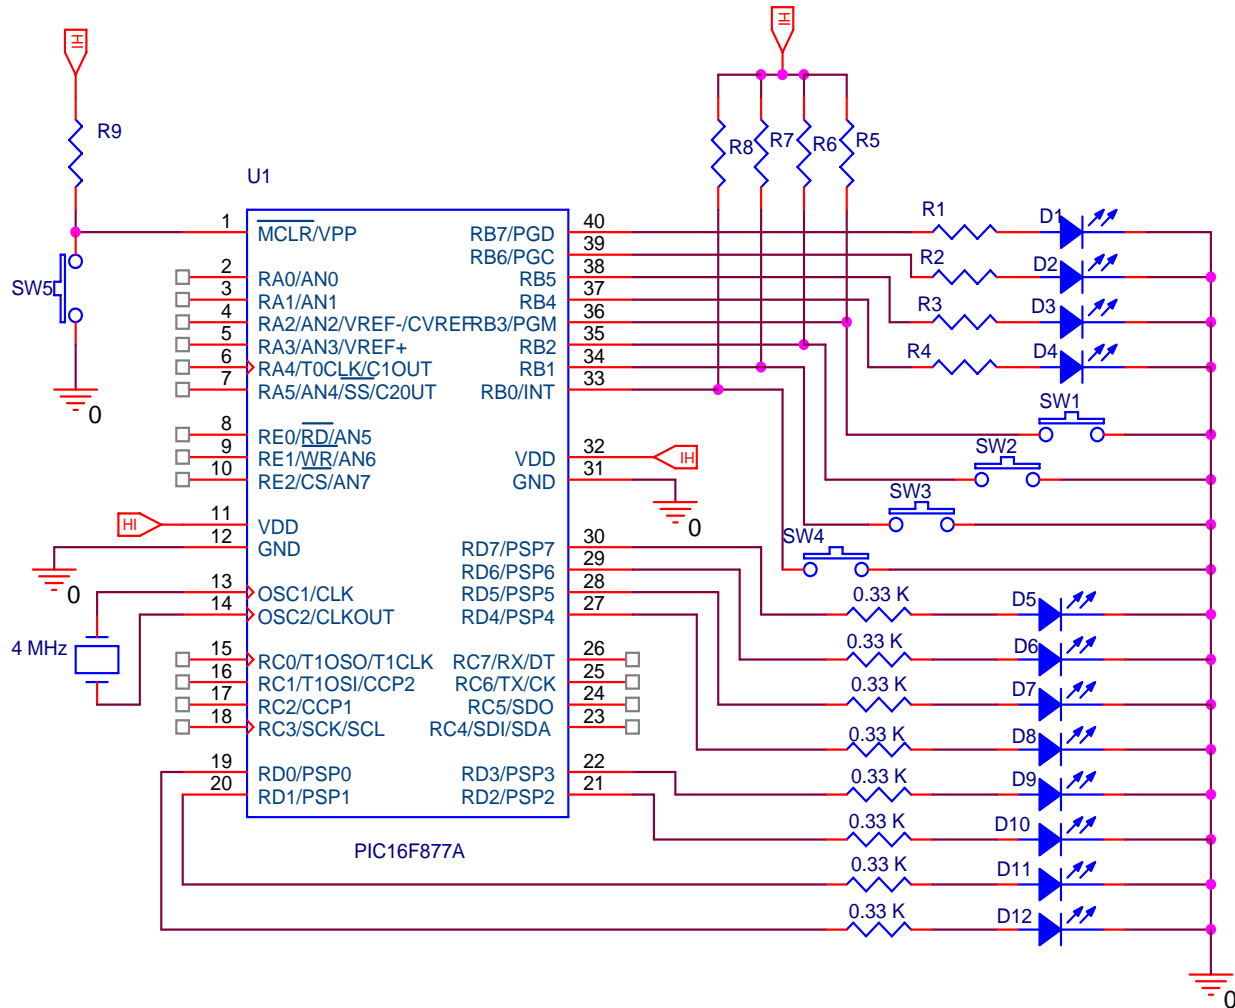 HI
HI
R9
R8
R7
R6
R5
U1
1
MCLR/VPP
RB7/PGD
40
RB6/PGC
39
2
RA0/AN0
RB5
38
3
RA1/AN1
RB4
37
4
RA2/AN2/VREF-/CVREF
RB3/PGM
36
5
RA3/AN3/VREF+
RB2
35
6
RA4/T0CLK/C1OUT
RB1
34
7
RA5/AN4/SS/C20UT
RB0/INT
33
8
RE0/RD/AN5
9
RE1/WR/AN6
VDD
32
HI
10
RE2/CS/AN7
GND
31
0
HI
11
VDD
12
GND
0
RD7/PSP7
30
RD6/PSP6
29
13
OSC1/CLK
RD5/PSP5
28
14
OSC2/CLKOUT
RD4/PSP4
27
4 MHz
15
RC0/T1OSO/T1CLK
RC7/RX/DT
26
16
RC1/T1OSI/CCP2
RC6/TX/CK
25
17
RC2/CCP1
RC5/SDO
24
18
RC3/SCK/SCL
RC4/SDI/SDA
23
19
RD0/PSP0
RD3/PSP3
22
20
RD1/PSP1
RD2/PSP2
21
PIC16F877A
SW5
0
R1
D1
R2
D2
R3
D3
R4
D4
SW1
SW2
SW3
SW4
0.33 K
D5
0.33 K
D6
0.33 K
D7
0.33 K
D8
0.33 K
D9
0.33 K
D10
0.33 K
D11
0.33 K
D12
0